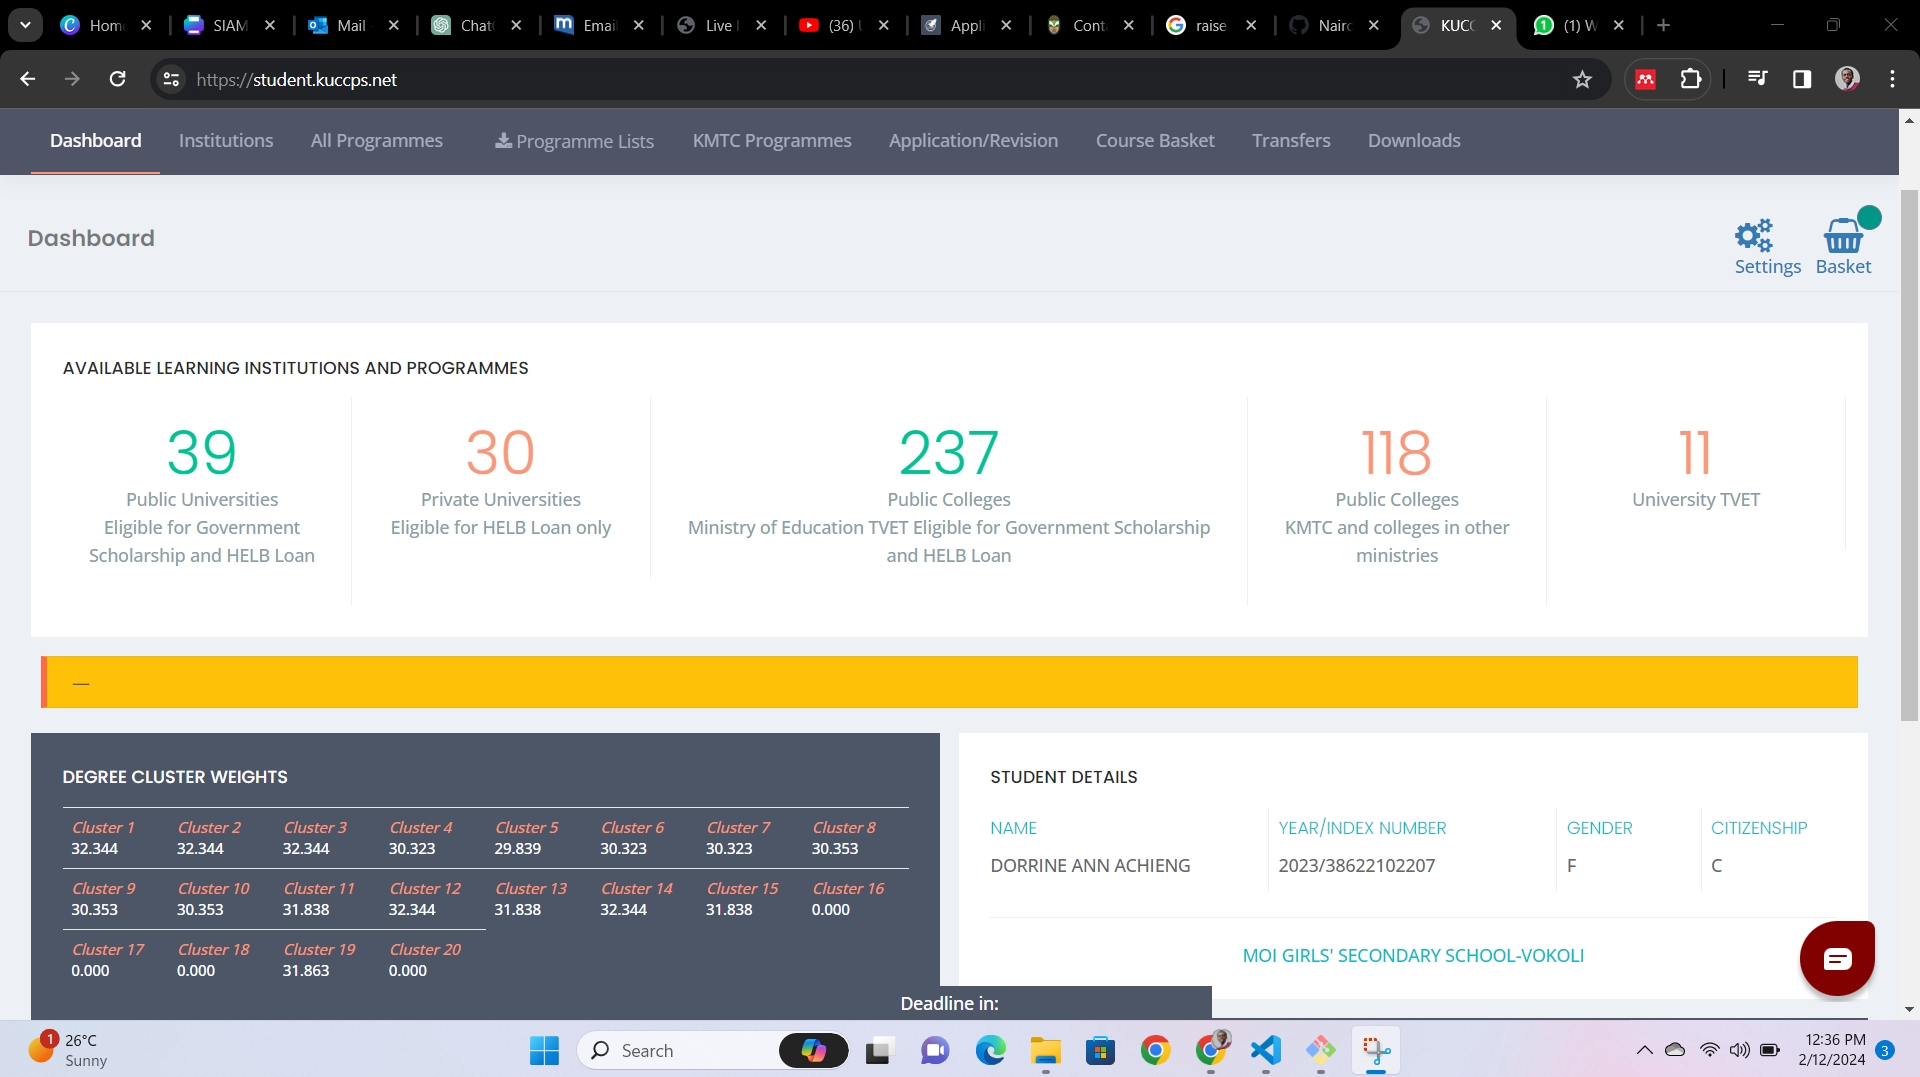 Hom
SIAM
Mail
Chat
Email
Live
(36)
Appli
Cont
raise
Nairc
KUCC
(1) W
https://student.kuccps.net
Dashboard Institutions All Programmes Programme Lists KMTC Programmes Application/Revision Course Basket Transfers Downloads
Dashboard
Settings Basket
AVAILABLE LEARNING INSTITUTIONS AND PROGRAMMES
39
Public Universities
Eligible for Government
Scholarship and HELB Loan
30
Private Universities
Eligible for HELB Loan only
237
Public Colleges
Ministry of Education TVET Eligible for Government Scholarship
and HELB Loan
118
Public Colleges
KMTC and colleges in other
ministries
11
University TVET
—
DEGREE CLUSTER WEIGHTS
Cluster 1 Cluster 2 Cluster 3 Cluster 4 Cluster 5 Cluster 6 Cluster 7 Cluster 8
32.344 32.344 32.344 30.323 29.839 30.323 30.323 30.353
Cluster 9 Cluster 10 Cluster 11 Cluster 12 Cluster 13 Cluster 14 Cluster 15 Cluster 16
30.353 30.353 31.838 32.344 31.838 32.344 31.838 0.000
Cluster 17 Cluster 18 Cluster 19 Cluster 20
0.000 0.000 31.863 0.000
STUDENT DETAILS
NAME YEAR/INDEX NUMBER GENDER CITIZENSHIP
DORRINE ANN ACHIENG 2023/38622102207 F C
MOI GIRLS' SECONDARY SCHOOL-VOKOLI
Deadline in:
1
26°C
Sunny
Search
12:36 PM
2/12/2024
3